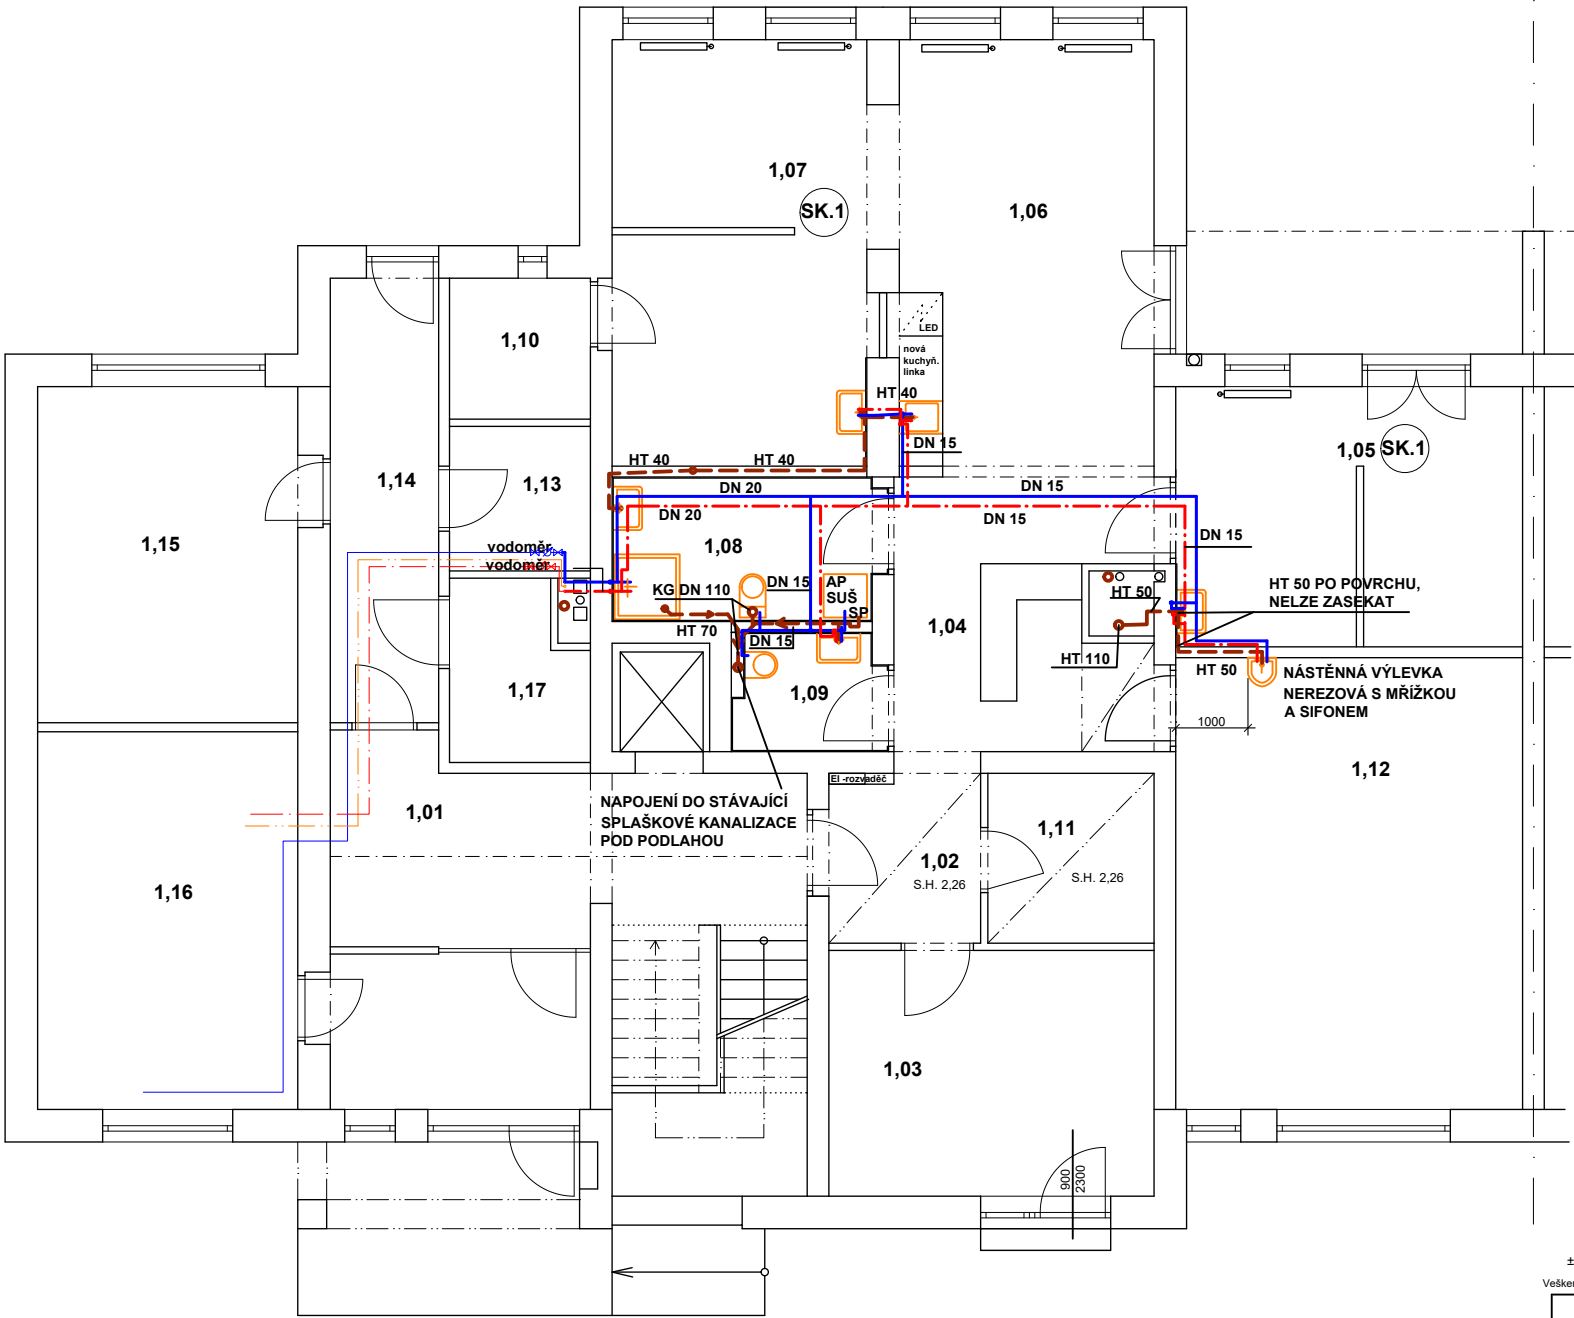 1,07
SK.1
1,06
LED
nová
kuchyň.
linka
1,10
HT 40
DN 15
1,05
SK.1
HT 40
HT 40
1,14
1,13
DN 20
DN 15
DN 20
DN 15
1,15
1,08
DN 15
vodoměr
vodoměr
KG DN 110
DN 15
AP
SUŠ
SP
HT 50
HT 50 PO POVRCHU,
NELZE ZASEKAT
HT 70
DN 15
1,04
HT 110
HT 50
NÁSTĚNNÁ VÝLEVKA
NEREZOVÁ S MŘÍŽKOU
A SIFONEM
1,17
1,09
1000
1,12
El -rozvaděč
NAPOJENÍ DO STÁVAJÍCÍ
SPLAŠKOVÉ KANALIZACE
POD PODLAHOU
1,01
1,11
1,02
S.H. 2,26
S.H. 2,26
1,16
1,03
900
2300
±